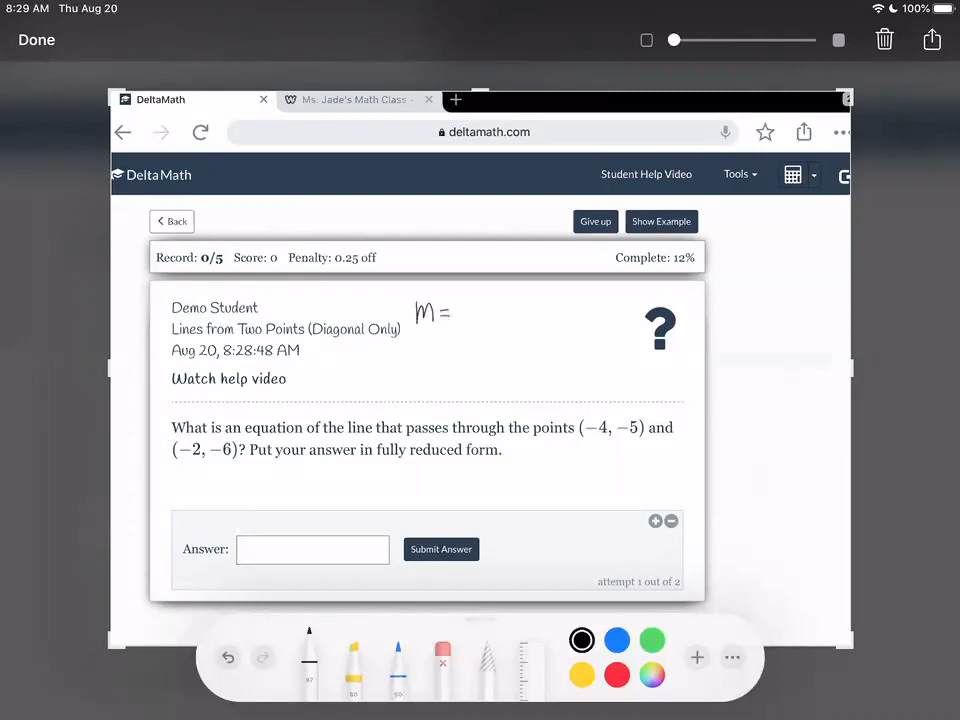 8:29 AM Thu Aug 20 100%
Done
DeltaMath Ms. Jade's Math Class -
deltamath.com
DeltaMath Student Help Video Tools
Back Give up Show Example
Record: 0/5 Score: 0 Penalty: 0.25 off Complete: 12%
Demo Student
Lines from Two Points (Diagonal Only)
Aug 20, 8:28:48 AM
m =
?
Watch help video
What is an equation of the line that passes through the points (−4, −5) and
(−2, −6)? Put your answer in fully reduced form.
Answer: Submit Answer
attempt 1 out of 2
97 80 50